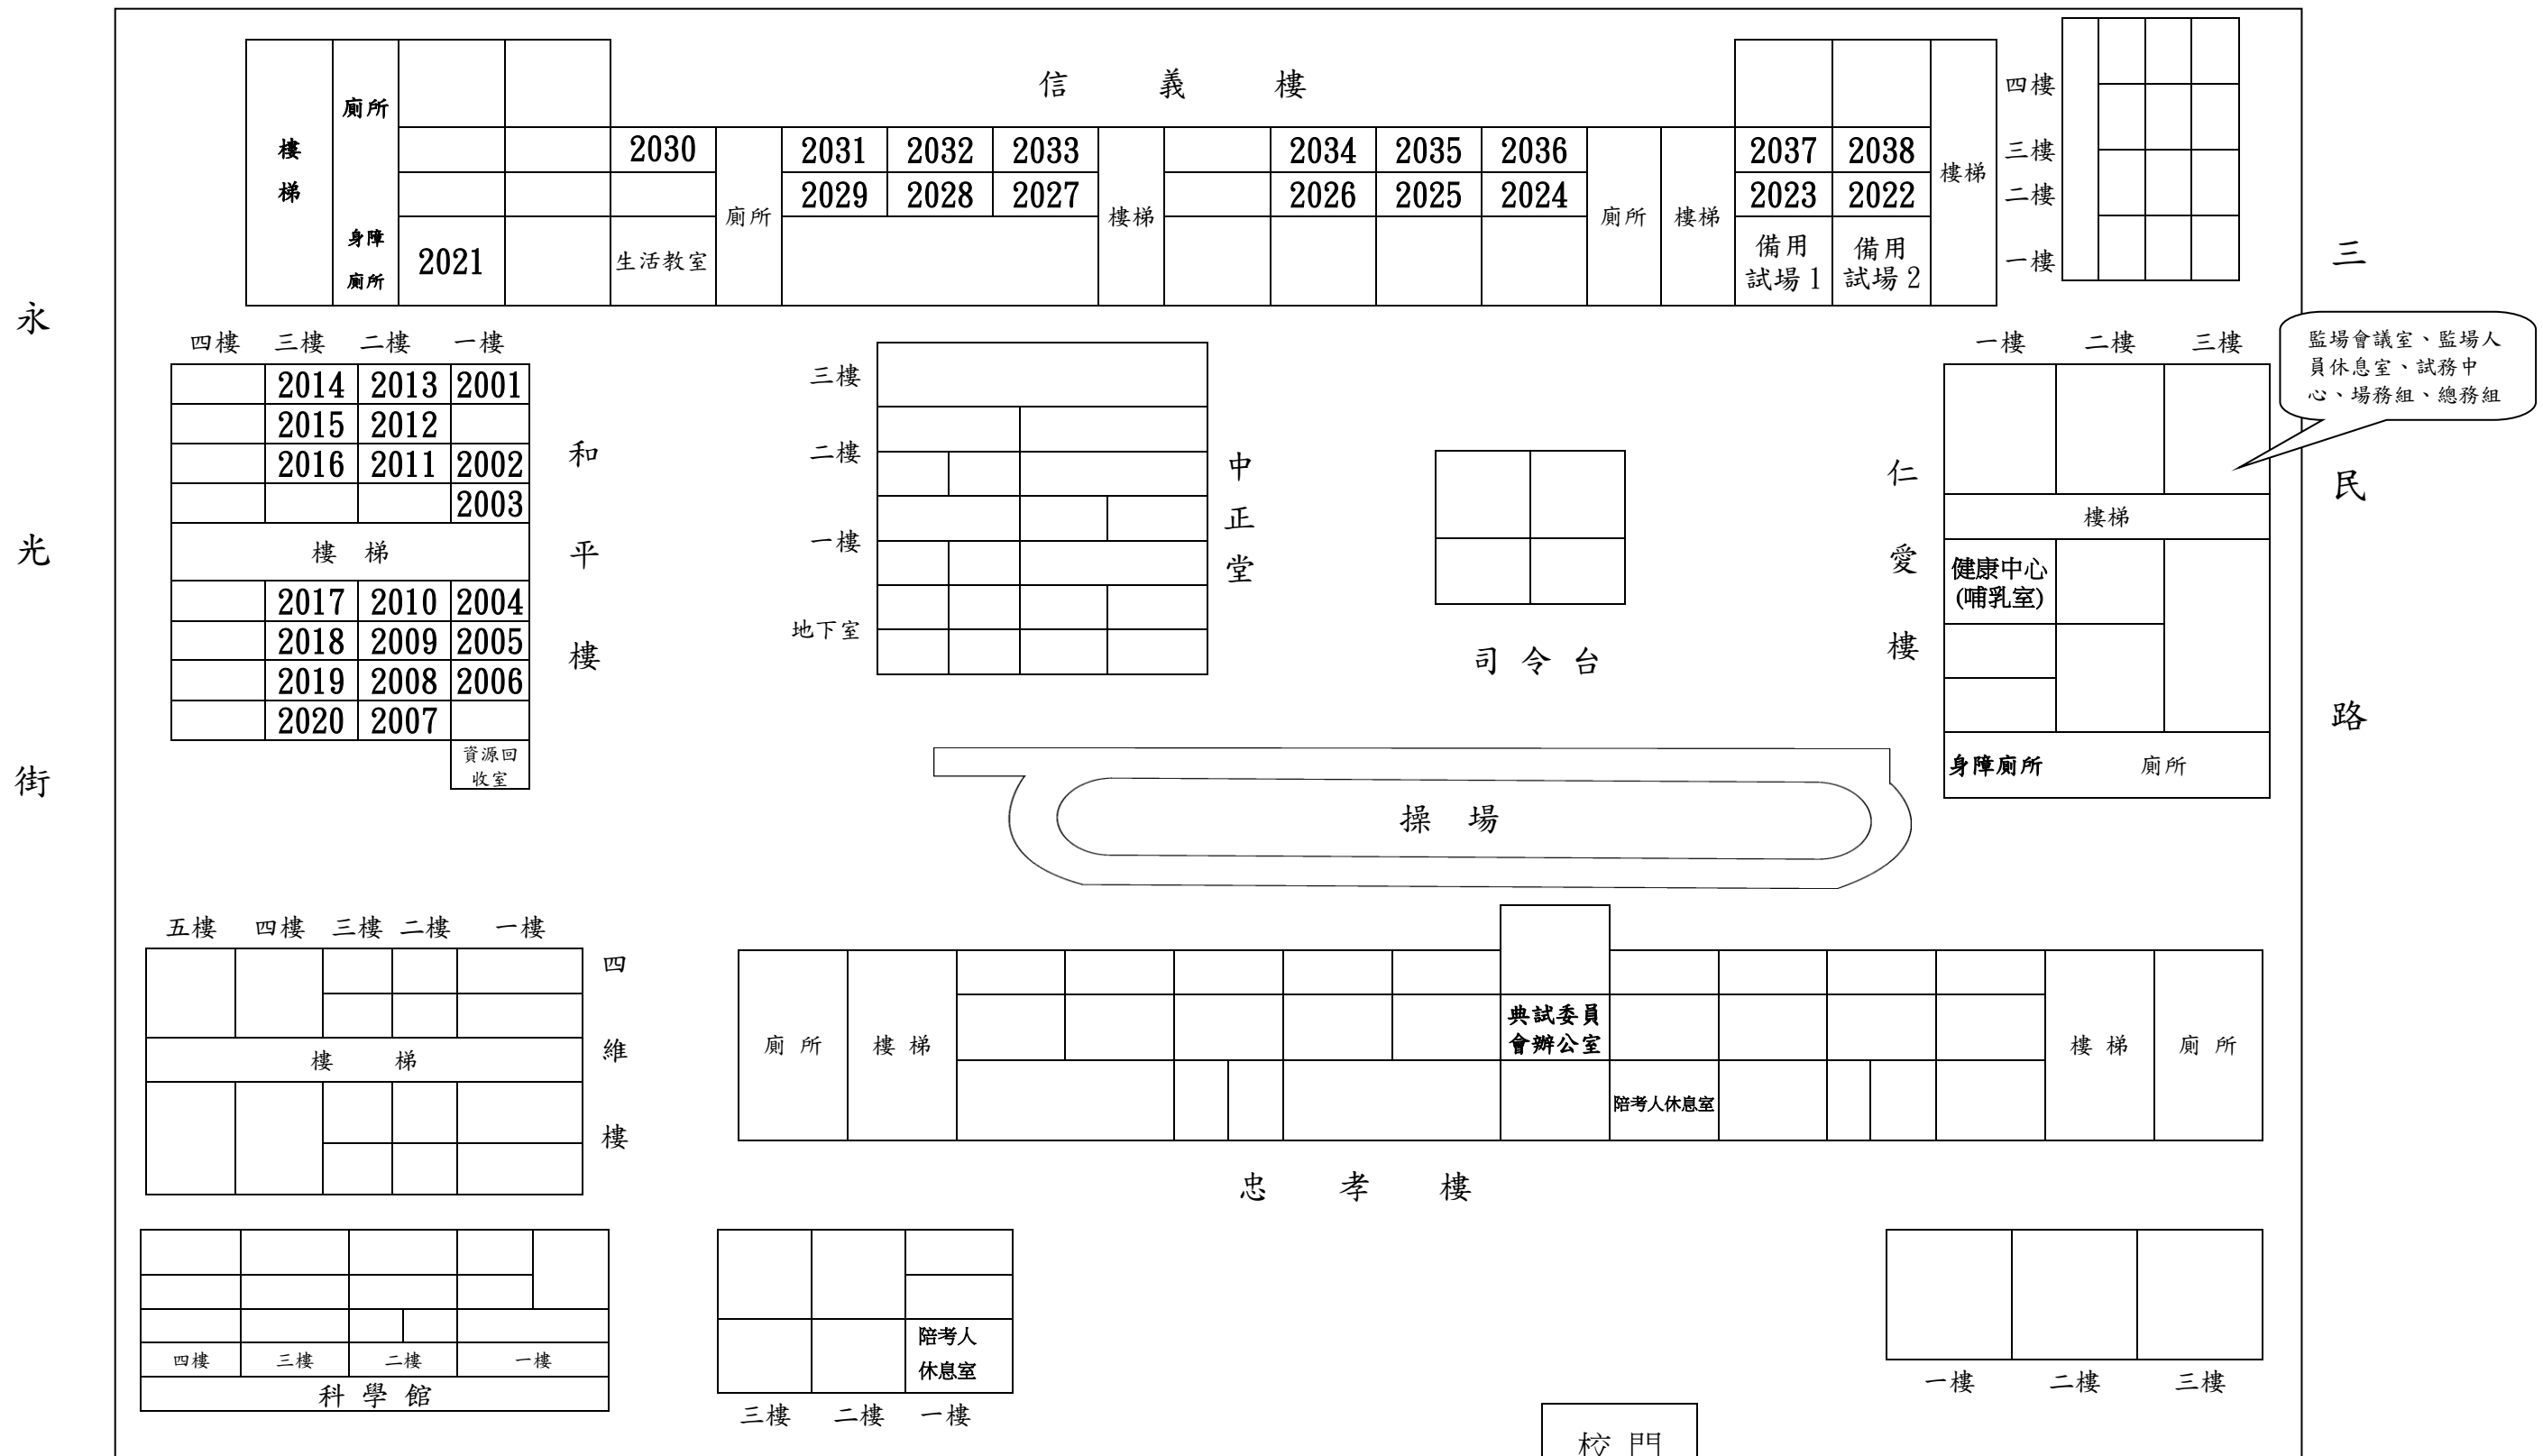 信 義 樓
四樓
三樓
二樓
一樓
樓梯
廁所
身障廁所
2030 2031 2032 2033 2034 2035 2036 2037 2038
2029 2028 2027 2026 2025 2024 2023 2022
廁所
樓梯
廁所
樓梯
樓梯
2021 生活教室 備用試場 1 備用試場 2
永光街
三民路
四樓 三樓 二樓 一樓
2014 2013 2001
2015 2012
2016 2011 2002
2003
樓 梯
2017 2010 2004
2018 2009 2005
2019 2008 2006
2020 2007
資源回
收室
和平樓
三樓
二樓
一樓
地下室
中正堂
司令台
仁愛樓
一樓 二樓 三樓
監場會議室、監場人
員休息室、試務中
心、場務組、總務組
樓梯
健康中心
(哺乳室)
身障廁所 廁所
操 場
五樓 四樓 三樓 二樓 一樓
樓 梯
四維樓
廁所 樓梯
典試委員
會辦公室
陪考人休息室
樓梯 廁所
忠 孝 樓
四樓 三樓 二樓 一樓
科 學 館
陪考人
休息室
三樓 二樓 一樓
一樓 二樓 三樓
校門